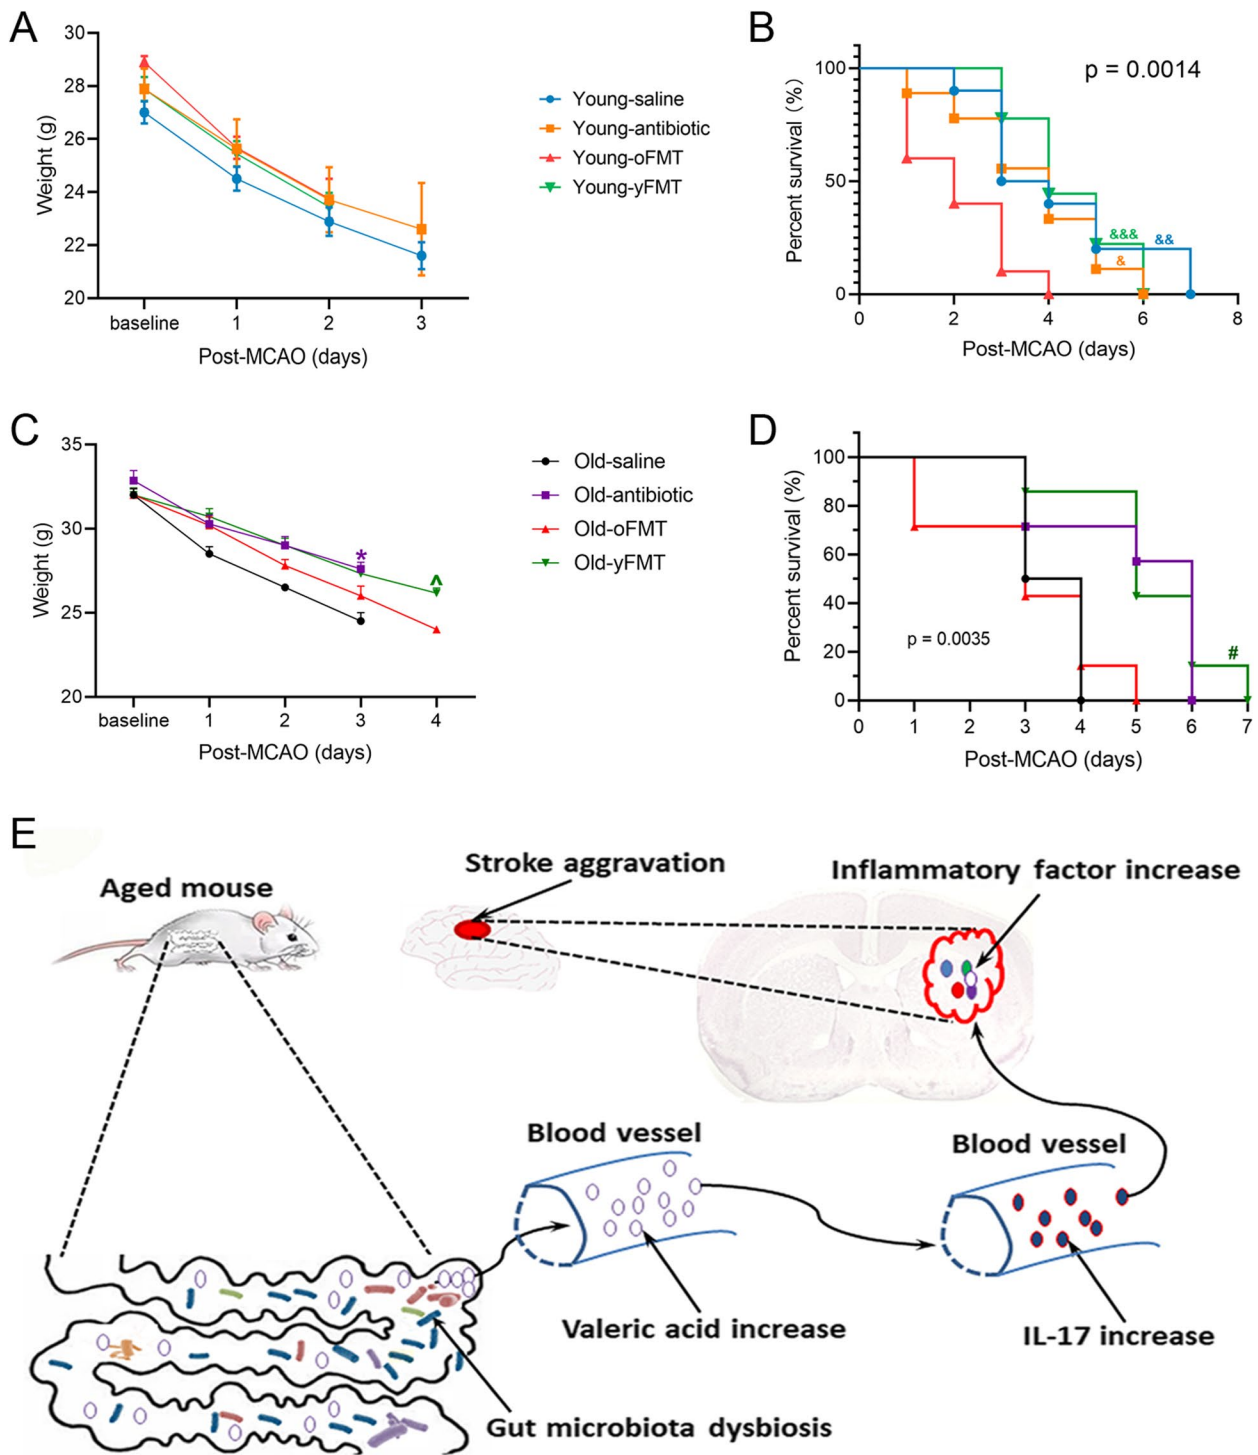 A
Weight (g)
30
28
26
24
22
20
baseline
1
2
3
Post-MCAO (days)
Young-saline
Young-antibiotic
Young-oFMT
Young-yFMT
B
Percent survival (%)
100
50
0
p = 0.0014
&&&
&&
&
0
2
4
6
8
Post-MCAO (days)
C
Weight (g)
35
30
25
20
*
^
baseline
1
2
3
4
Post-MCAO (days)
Old-saline
Old-antibiotic
Old-oFMT
Old-yFMT
D
Percent survival (%)
100
80
60
40
20
0
p = 0.0035
#
0
1
2
3
4
5
6
7
Post-MCAO (days)
E
Aged mouse
Stroke aggravation
Inflammatory factor increase
Blood vessel
Blood vessel
Valeric acid increase
IL-17 increase
Gut microbiota dysbiosis